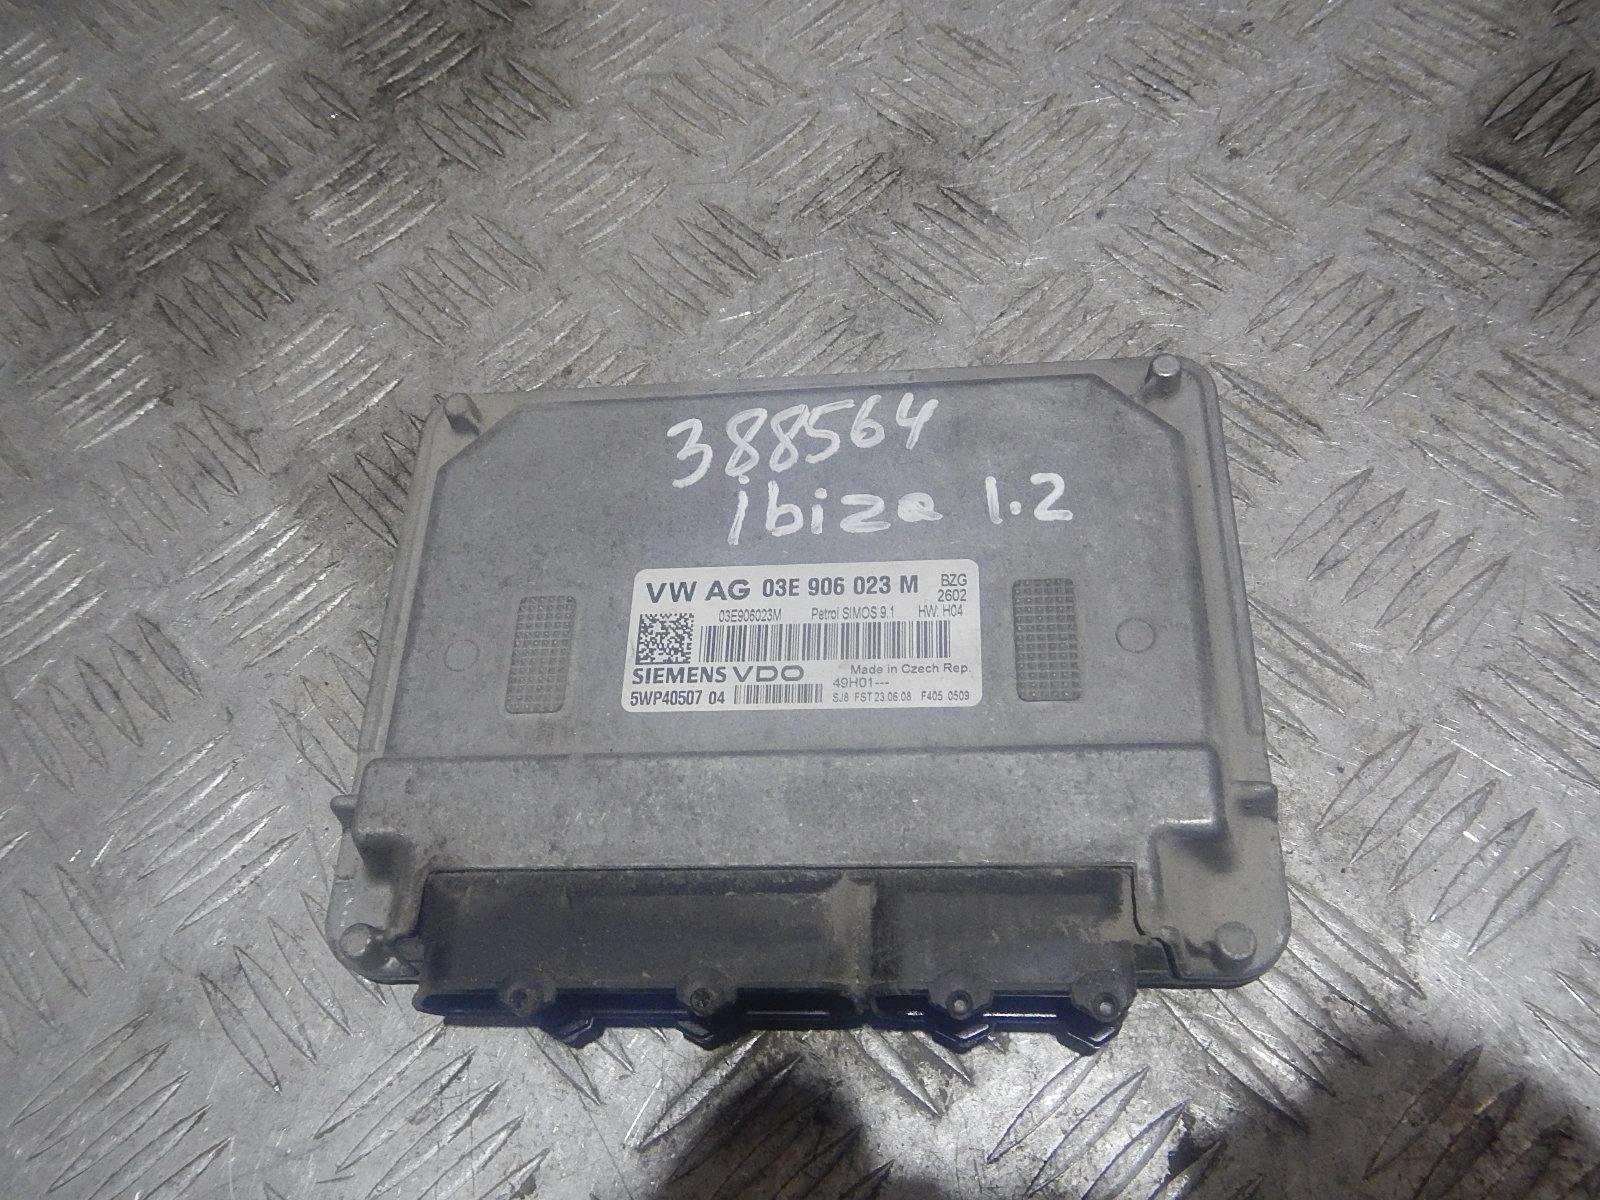 388564
ibiza 1.2
VW AG 03E 906 023 M BZG
2602
03E906023M Petrol SIMOS 9.1 HW: H04
SIEMENS VDO Made in Czech Rep.
49H01---
5WP40507 04 SJ8 FST 23.06.08 F405 0509